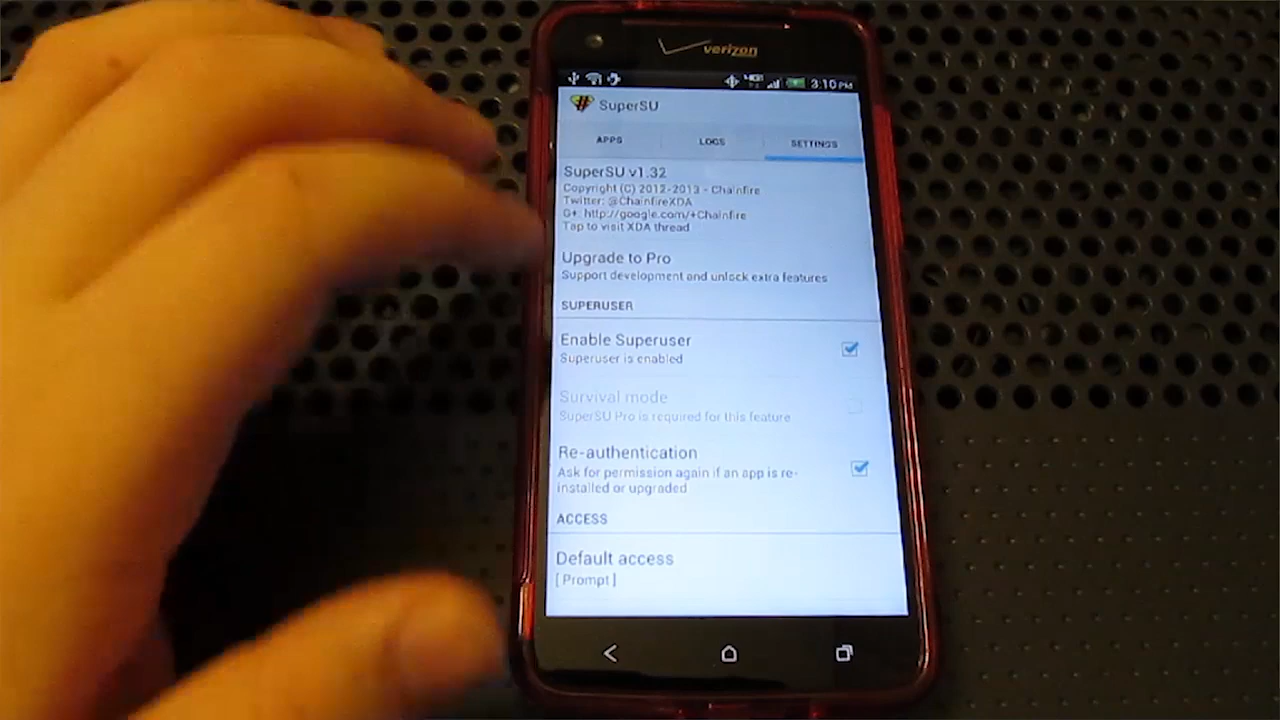 verizon
3:10 PM
SuperSU
APPS
LOGS
SETTINGS
SuperSU v1.32
Copyright (C) 2012-2013 - Chainfire
Twitter: @ChainfireXDA
G+: http://google.com/+Chainfire
Tap to visit XDA thread
Upgrade to Pro
Support development and unlock extra features
SUPERUSER
Enable Superuser
Superuser is enabled
Survival mode
SuperSU Pro is required for this feature
Re-authentication
Ask for permission again if an app is re-
installed or upgraded
ACCESS
Default access
[ Prompt ]